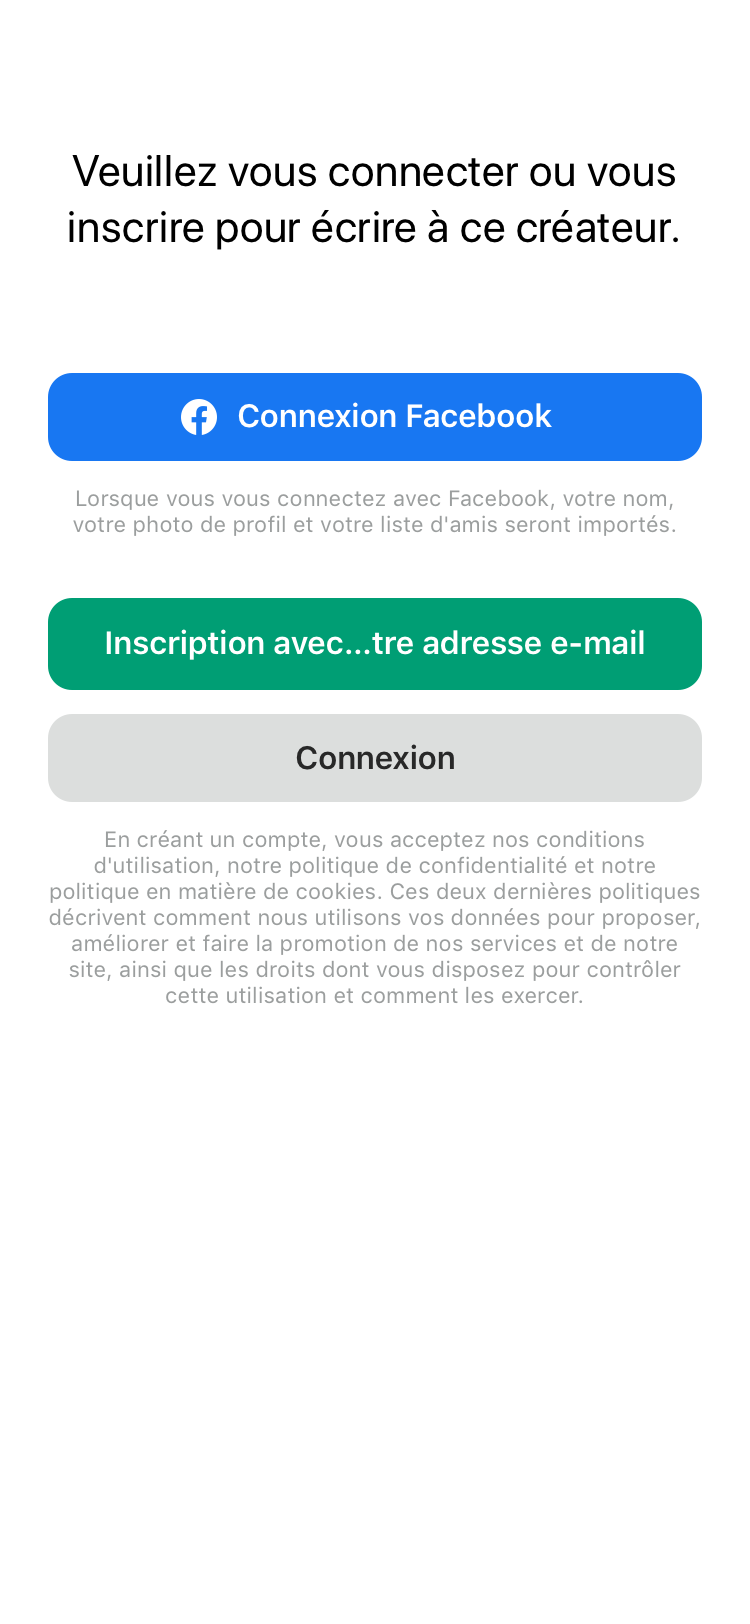 Veuillez vous connecter ou vous
inscrire pour écrire à ce créateur.
Connexion Facebook
Lorsque vous vous connectez avec Facebook, votre nom,
votre photo de profil et votre liste d'amis seront importés.
Inscription avec...tre adresse e-mail
Connexion
En créant un compte, vous acceptez nos conditions
d'utilisation, notre politique de confidentialité et notre
politique en matière de cookies. Ces deux dernières politiques
décrivent comment nous utilisons vos données pour proposer,
améliorer et faire la promotion de nos services et de notre
site, ainsi que les droits dont vous disposez pour contrôler
cette utilisation et comment les exercer.